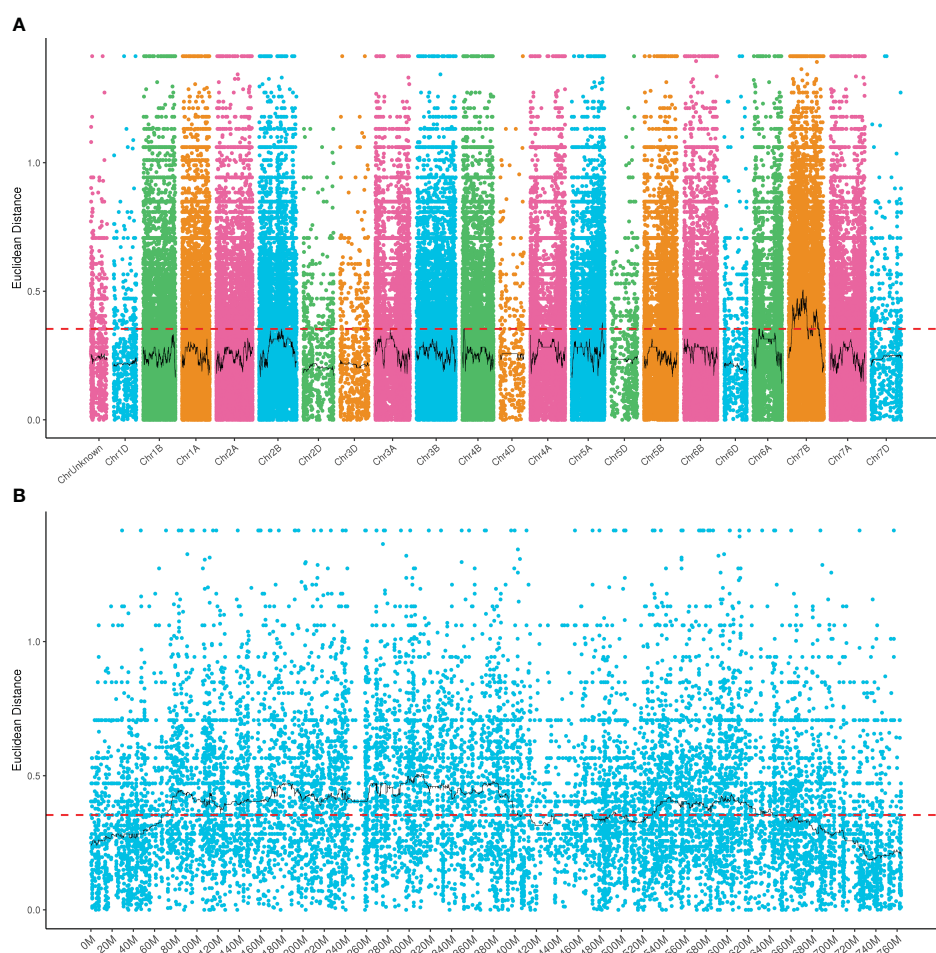 A
Euclidean Distance
1.0
0.5
0.0
ChrUnknown Chr1D Chr1B Chr1A Chr2A Chr2B Chr2D Chr3D Chr3A Chr3B Chr4B Chr4D Chr4A Chr5A Chr5D Chr5B Chr6B Chr6D Chr6A Chr7B Chr7A Chr7D
B
Euclidean Distance
1.0
0.5
0.0
0M 20M 40M 60M 80M 100M 120M 140M 160M 180M 200M 220M 240M 260M 280M 300M 320M 340M 360M 380M 400M 420M 440M 460M 480M 500M 520M 540M 560M 580M 600M 620M 640M 660M 680M 700M 720M 740M 760M